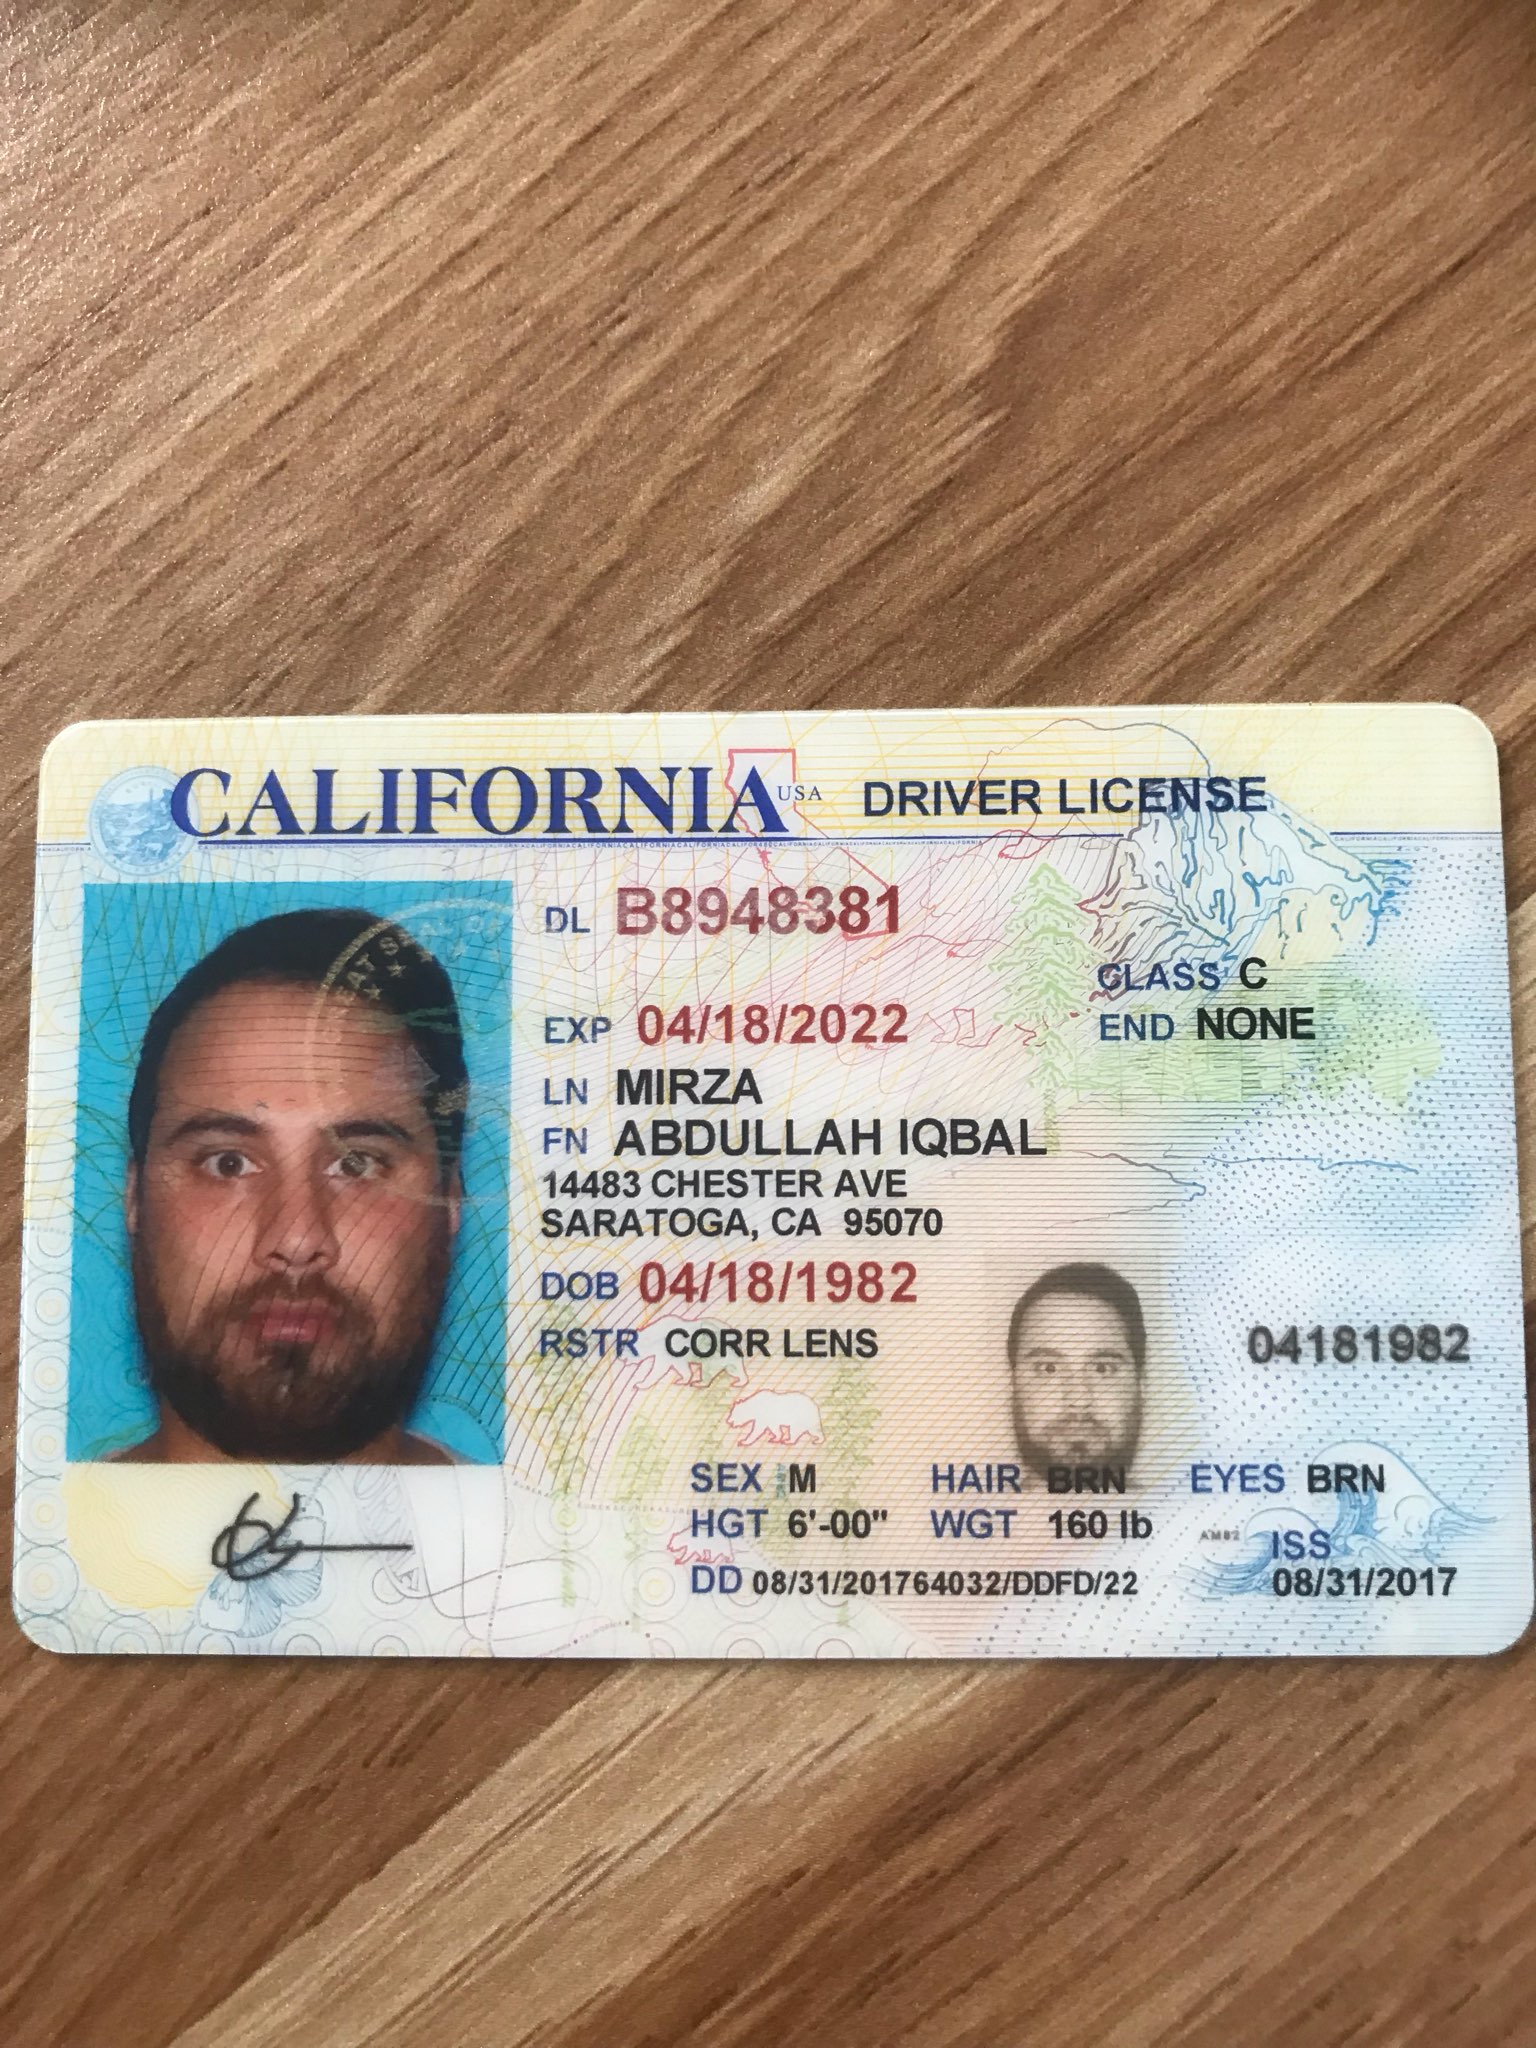 CALIFORNIA USA DRIVER LICENSE
DL B8948381
CLASS C
EXP 04/18/2022
END NONE
LN MIRZA
FN ABDULLAH IQBAL
14483 CHESTER AVE
SARATOGA, CA 95070
DOB 04/18/1982
RSTR CORR LENS
04181982
SEX M HAIR BRN EYES BRN
HGT 6'-00" WGT 160 lb
ISS
DD 08/31/201764032/DDFD/22
08/31/2017